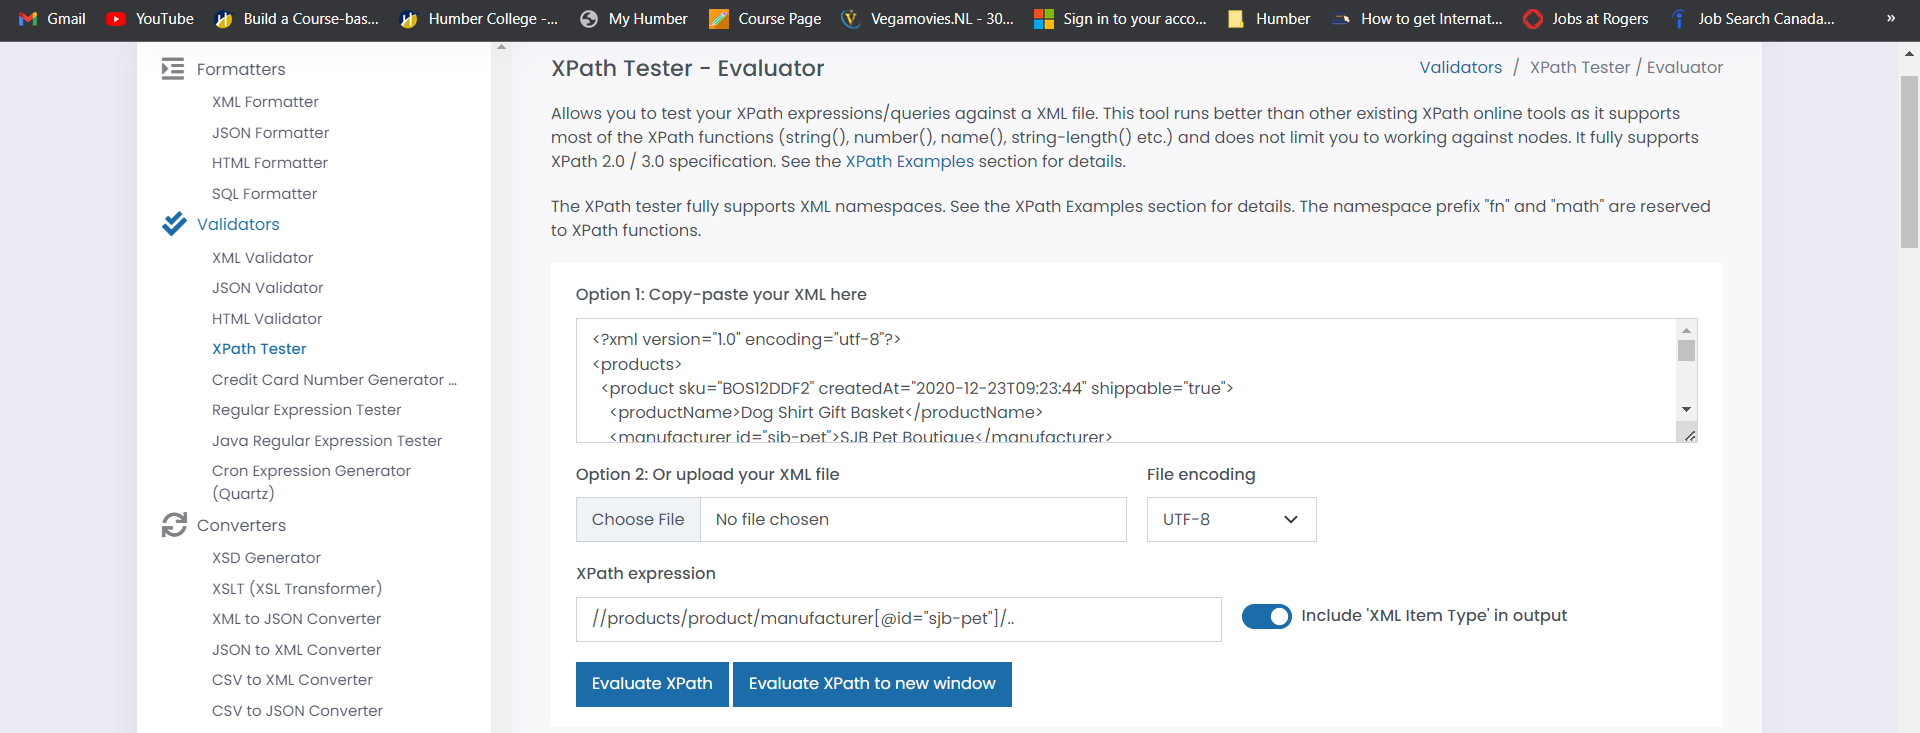 Gmail YouTube Build a Course-bas... Humber College -... My Humber Course Page Vegamovies.NL - 30... Sign in to your acco... Humber How to get Internat... Jobs at Rogers Job Search Canada... »
Formatters
XML Formatter
JSON Formatter
HTML Formatter
SQL Formatter
Validators
XML Validator
JSON Validator
HTML Validator
XPath Tester
Credit Card Number Generator ...
Regular Expression Tester
Java Regular Expression Tester
Cron Expression Generator
(Quartz)
Converters
XSD Generator
XSLT (XSL Transformer)
XML to JSON Converter
JSON to XML Converter
CSV to XML Converter
CSV to JSON Converter
XPath Tester - Evaluator
Validators / XPath Tester / Evaluator
Allows you to test your XPath expressions/queries against a XML file. This tool runs better than other existing XPath online tools as it supports
most of the XPath functions (string(), number(), name(), string-length() etc.) and does not limit you to working against nodes. It fully supports
XPath 2.0 / 3.0 specification. See the XPath Examples section for details.
The XPath tester fully supports XML namespaces. See the XPath Examples section for details. The namespace prefix "fn" and "math" are reserved
to XPath functions.
Option 1: Copy-paste your XML here
<?xml version="1.0" encoding="utf-8"?>
<products>
<product sku="BOS12DDF2" createdAt="2020-12-23T09:23:44" shippable="true">
<productName>Dog Shirt Gift Basket</productName>
<manufacturer id="sjb-pet">SJB Pet Boutique</manufacturer>
Option 2: Or upload your XML file
File encoding
Choose File No file chosen
UTF-8
XPath expression
//products/product/manufacturer[@id="sjb-pet"]/..
Include 'XML Item Type' in output
Evaluate XPath
Evaluate XPath to new window